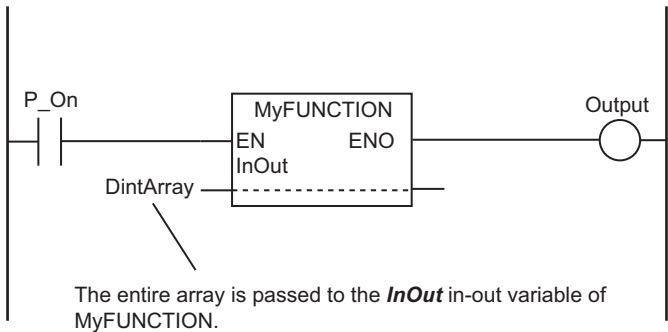 P_On
MyFUNCTION
Output
EN ENO
InOut
DintArray
The entire array is passed to the InOut in-out variable of
MyFUNCTION.